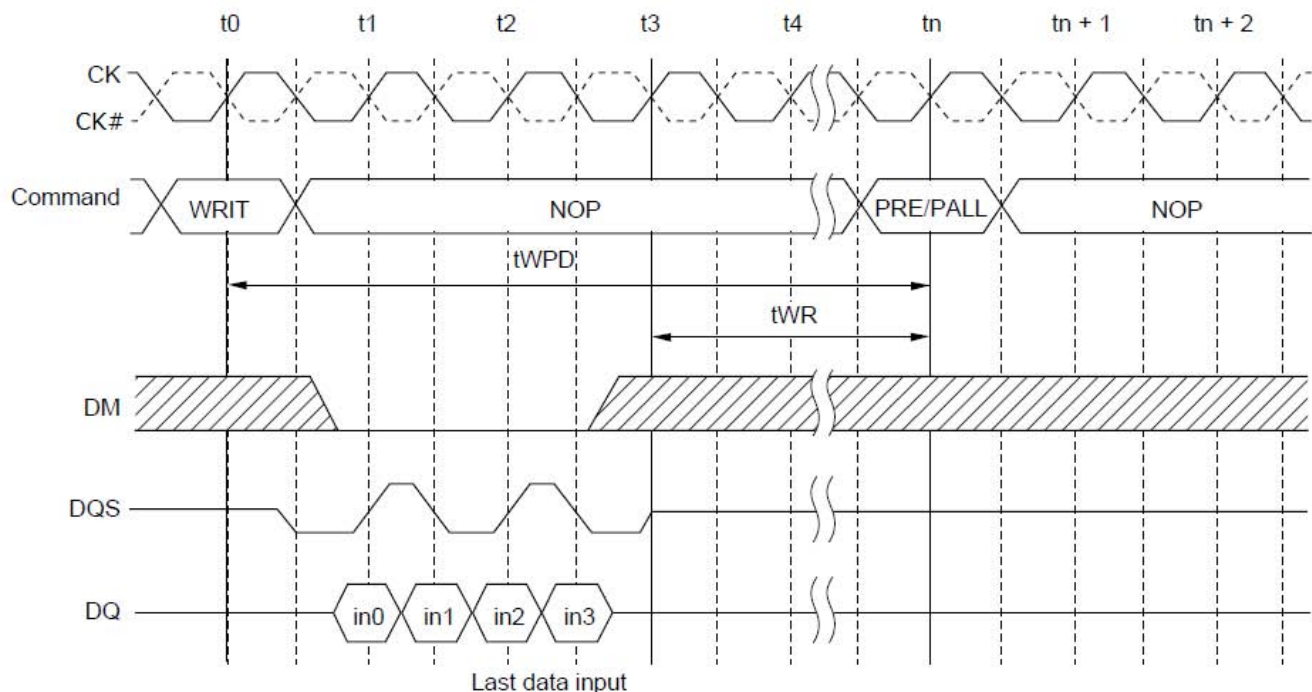 t0 t1 t2 t3 t4 tn tn + 1 tn + 2
CK
CK#
Command WRIT NOP PRE/PALL NOP
tWPD
tWR
DM
DQS
DQ in0 in1 in2 in3
Last data input